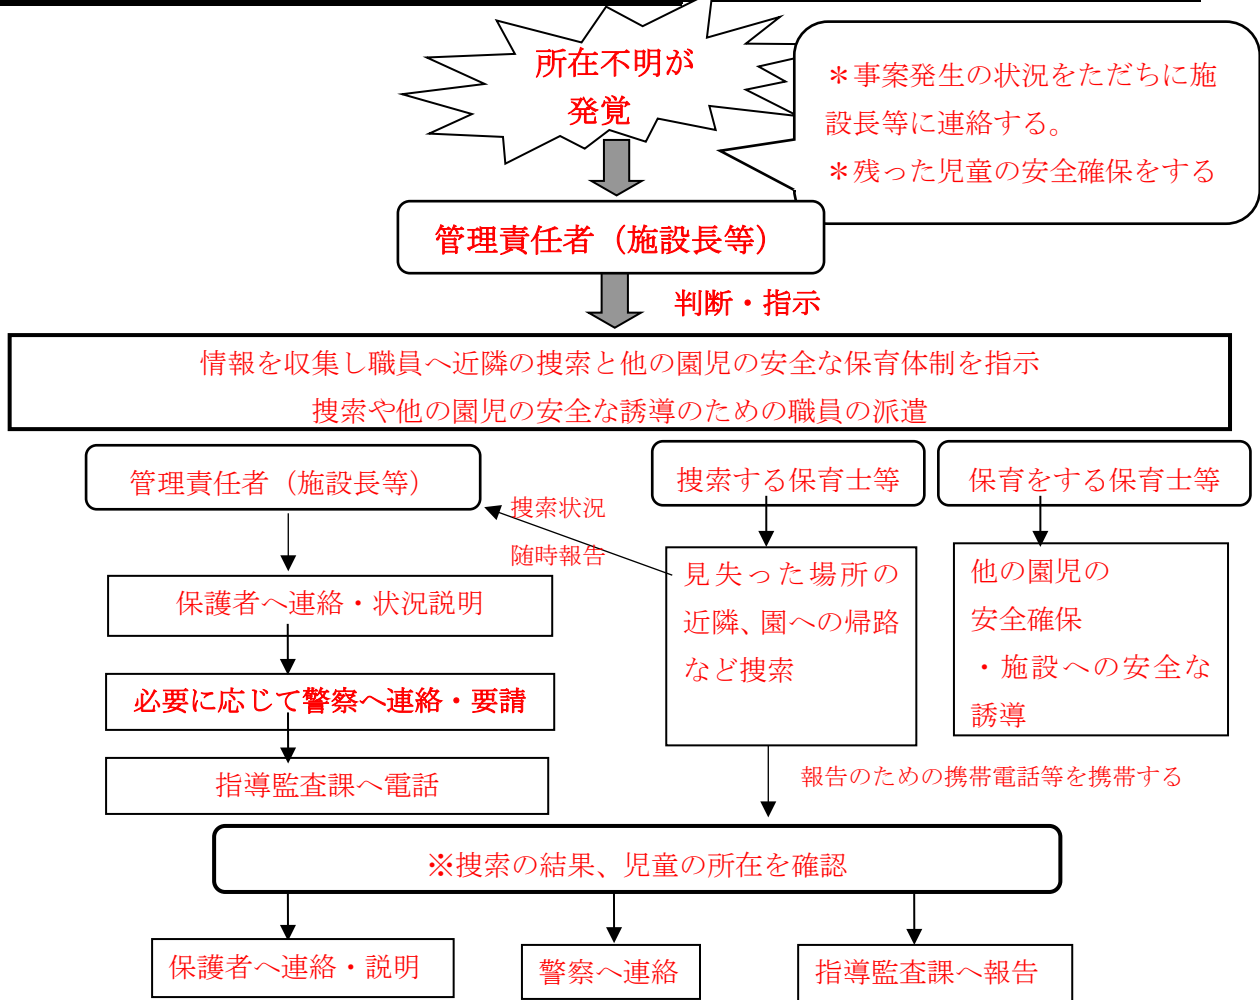 所在不明が
発覚
＊事案発生の状況をただちに施
設長等に連絡する。
＊残った児童の安全確保をする
管理責任者（施設長等）
判断・指示
情報を収集し職員へ近隣の捜索と他の園児の安全な保育体制を指示
捜索や他の園児の安全な誘導のための職員の派遣
管理責任者（施設長等）
捜索する保育士等
保育をする保育士等
捜索状況
随時報告
保護者へ連絡・状況説明
必要に応じて警察へ連絡・要請
指導監査課へ電話
見失った場所の
近隣、園への帰路
など捜索
他の園児の
安全確保
・施設への安全な
誘導
報告のための携帯電話等を携帯する
※捜索の結果、児童の所在を確認
保護者へ連絡・説明
警察へ連絡
指導監査課へ報告